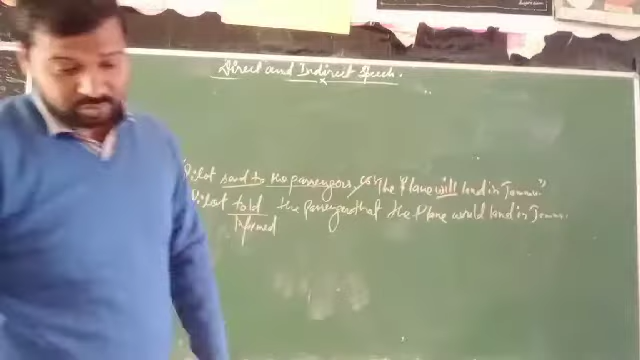 Direct and Indirect Speech.
Pilot said to the passengers, "The Plane will land in Jammu."
Pilot told the passengers that the Plane would land in Jammu.
Informed